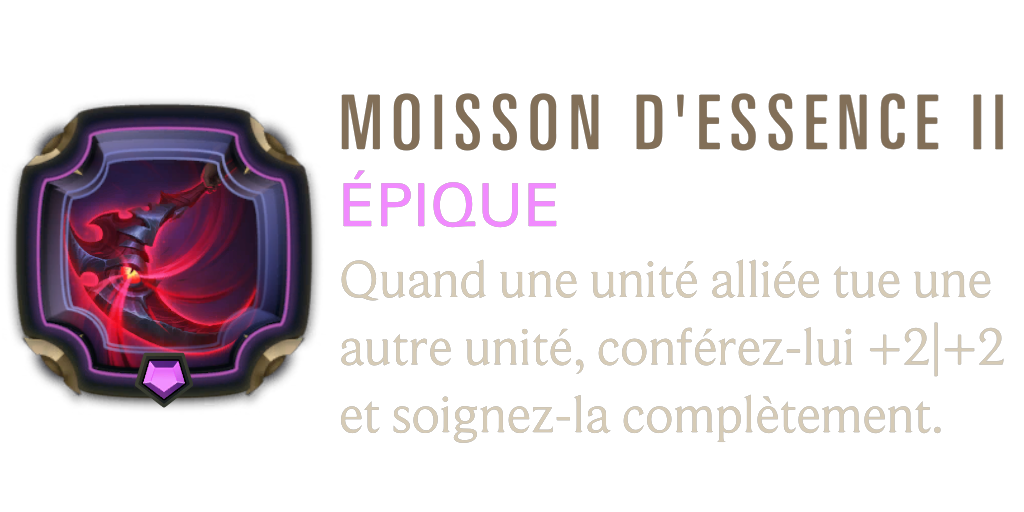 MOISSON D'ESSENCE II
ÉPIQUE
Quand une unité alliée tue une
autre unité, conférez-lui +2|+2
et soignez-la complètement.